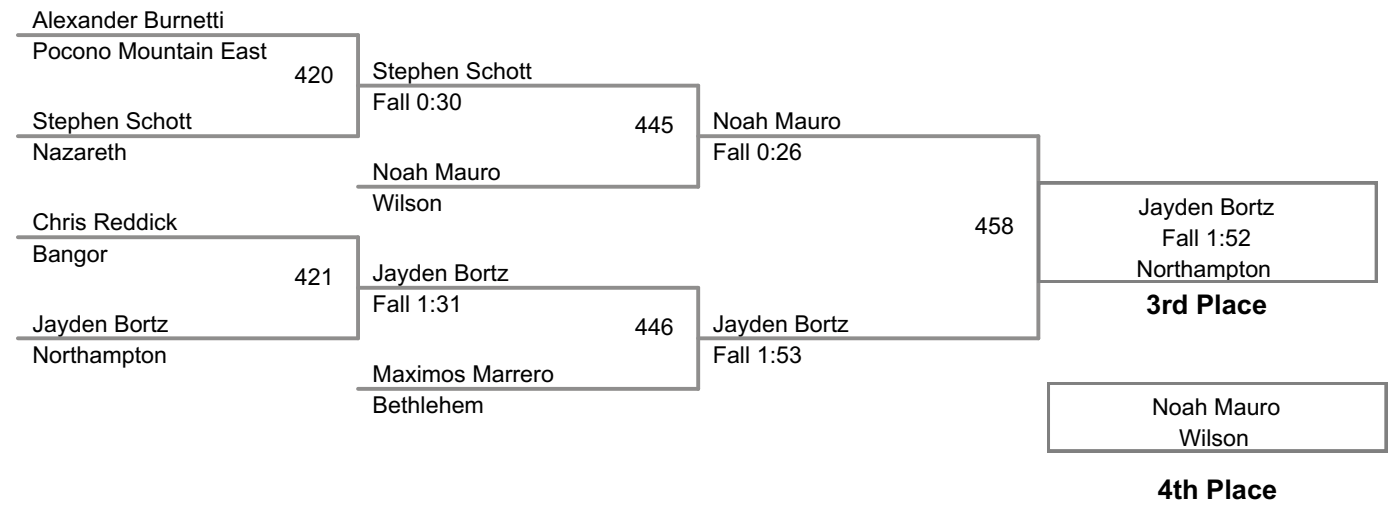 Alexander Burnetti
Pocono Mountain East
420
Stephen Schott
Fall 0:30
Stephen Schott
Nazareth
445
Noah Mauro
Fall 0:26
Noah Mauro
Wilson
Chris Reddick
Bangor
421
Jayden Bortz
Fall 1:31
Jayden Bortz
Northampton
446
Jayden Bortz
Fall 1:53
Maximos Marrero
Bethlehem
458
Jayden Bortz
Fall 1:52
Northampton
3rd Place
Noah Mauro
Wilson
4th Place